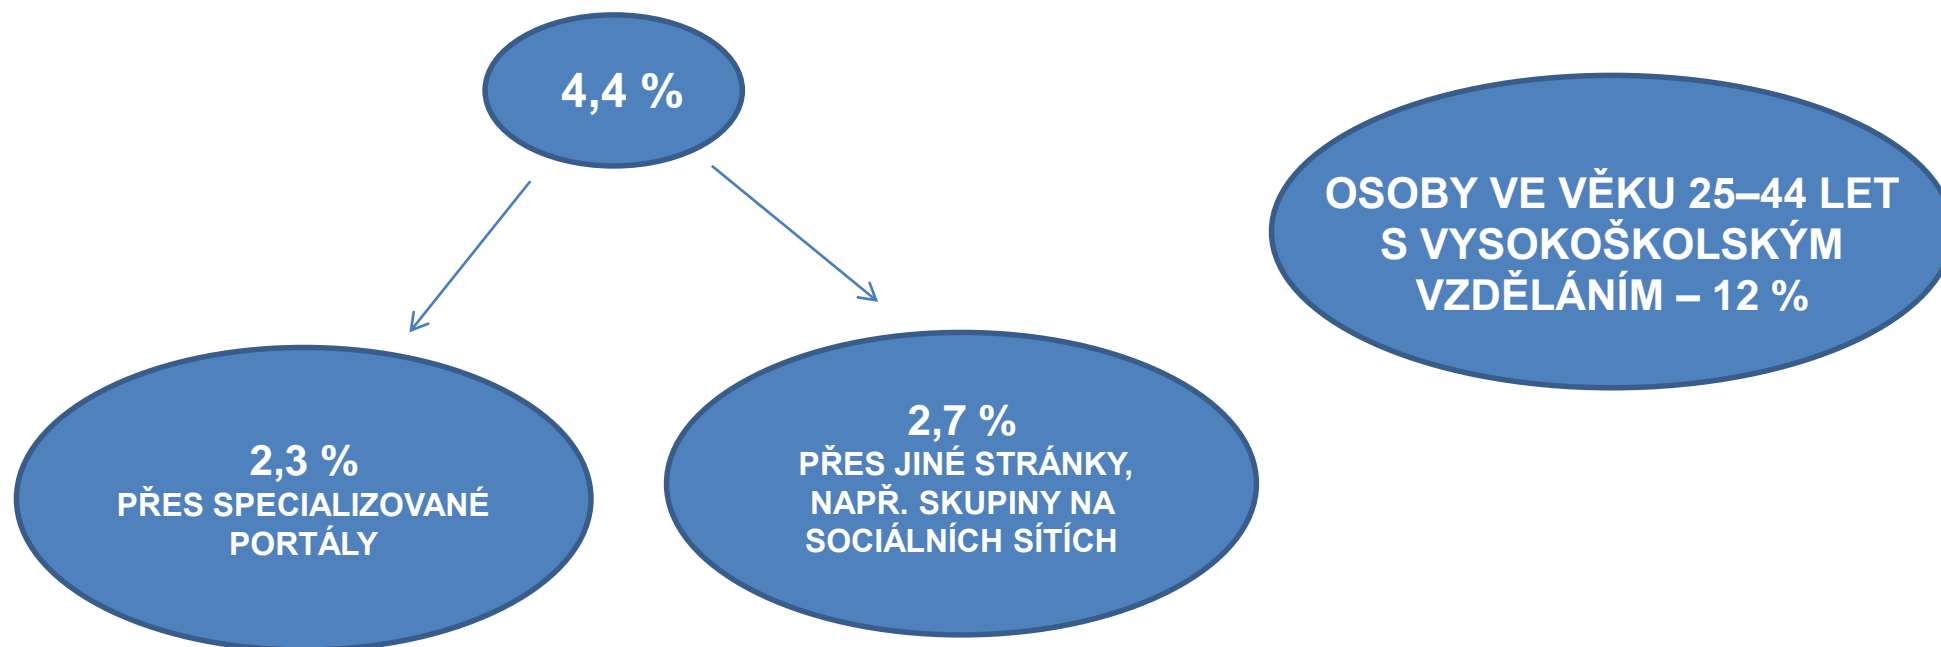 4,4 %
OSOBY VE VĚKU 25–44 LET
S VYSOKOŠKOLSKÝM
VZDĚLÁNÍM – 12 %
2,3 %
PŘES SPECIALIZOVANÉ
PORTÁLY
2,7 %
PŘES JINÉ STRÁNKY,
NAPŘ. SKUPINY NA
SOCIÁLNÍCH SÍTÍCH